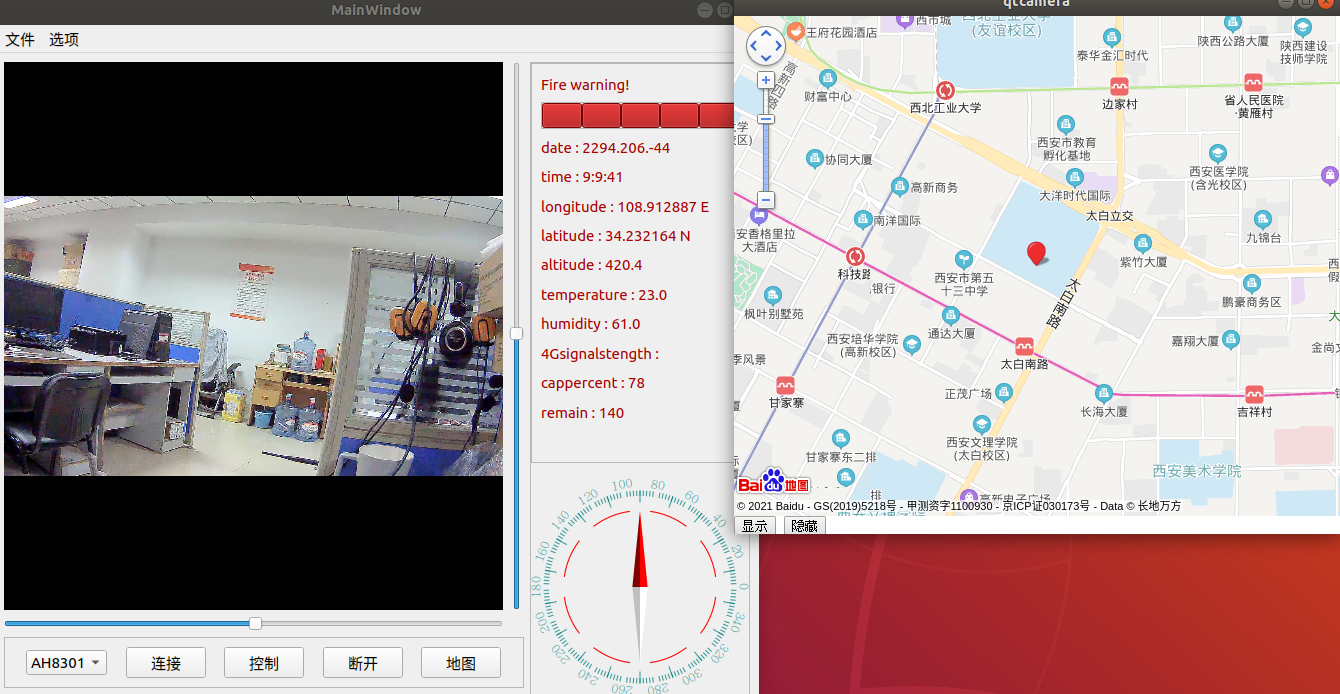 MainWindow
文件 选项
Fire warning!
date : 2294.206.-44
time : 9:9:41
longitude : 108.912887 E
latitude : 34.232164 N
altitude : 420.4
temperature : 23.0
humidity : 61.0
4Gsignalstength :
cappercent : 78
remain : 140
0
20
40
60
80
100
120
140
160
180
200
220
240
260
280
300
320
340
AH8301
连接
控制
断开
地图
qtcamera
王府花园酒店
西市城
西北工业大学
(友谊校区)
泰华金汇时代
陕西公路大厦
陕西建设
技师学院
高新四路
财富中心
西北工业大学
边家村
省人民医院
·黄雁村
西安市教育
孵化基地
协同大厦
高新商务
大洋时代国际
西安医学院
(含光校区)
南洋国际
太白立交
九锦台
安香格里拉
大酒店
科技路
银行
西安市第五
十三中学
紫竹大厦
鹏豪商务区
枫叶别墅苑
太白南路
西安培华学院
(高新校区)
通达大厦
嘉翔大厦
金尚
季风景
太白南路
正茂广场
甘家寨
长海大厦
吉祥村
甘家寨东二排
西安文理学院
(太白校区)
西安美术学院
排
高新电子广场
Bai du 地图
© 2021 Baidu - GS(2019)5218号 - 甲测资字1100930 - 京ICP证030173号 - Data © 长地万方
显示
隐藏